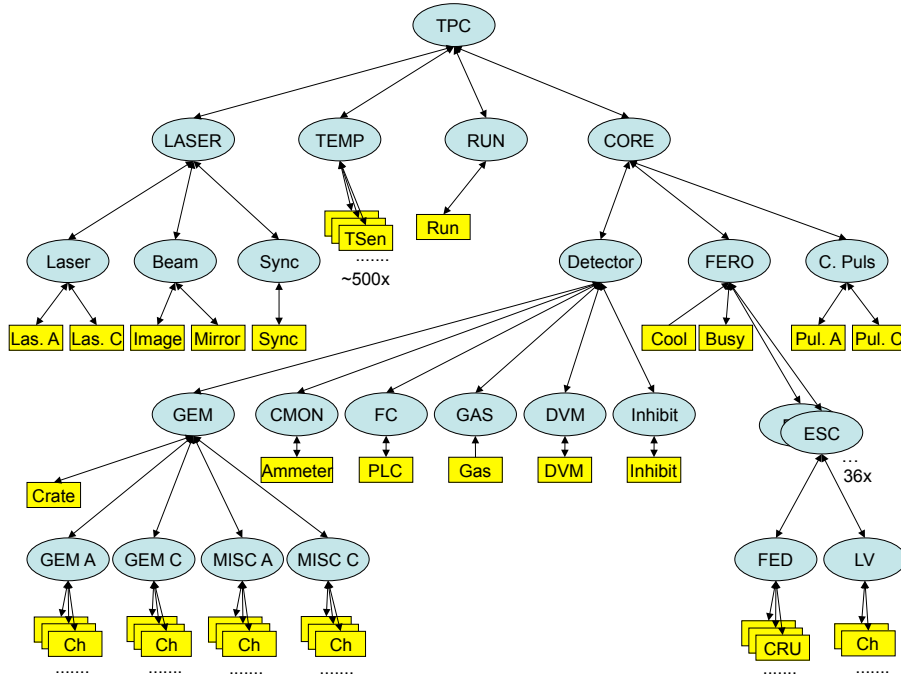 TPC
LASER
TEMP
RUN
CORE
TSen
.......
~500x
Run
Laser
Beam
Sync
Detector
FERO
C. Puls
Las. A
Las. C
Image
Mirror
Sync
Cool
Busy
Pul. A
Pul. C
GEM
CMON
FC
GAS
DVM
Inhibit
ESC
...
36x
Ammeter
PLC
Gas
DVM
Inhibit
Crate
GEM A
GEM C
MISC A
MISC C
FED
LV
Ch
Ch
Ch
Ch
CRU
Ch
.......
.......
.......
.......
.......
.......